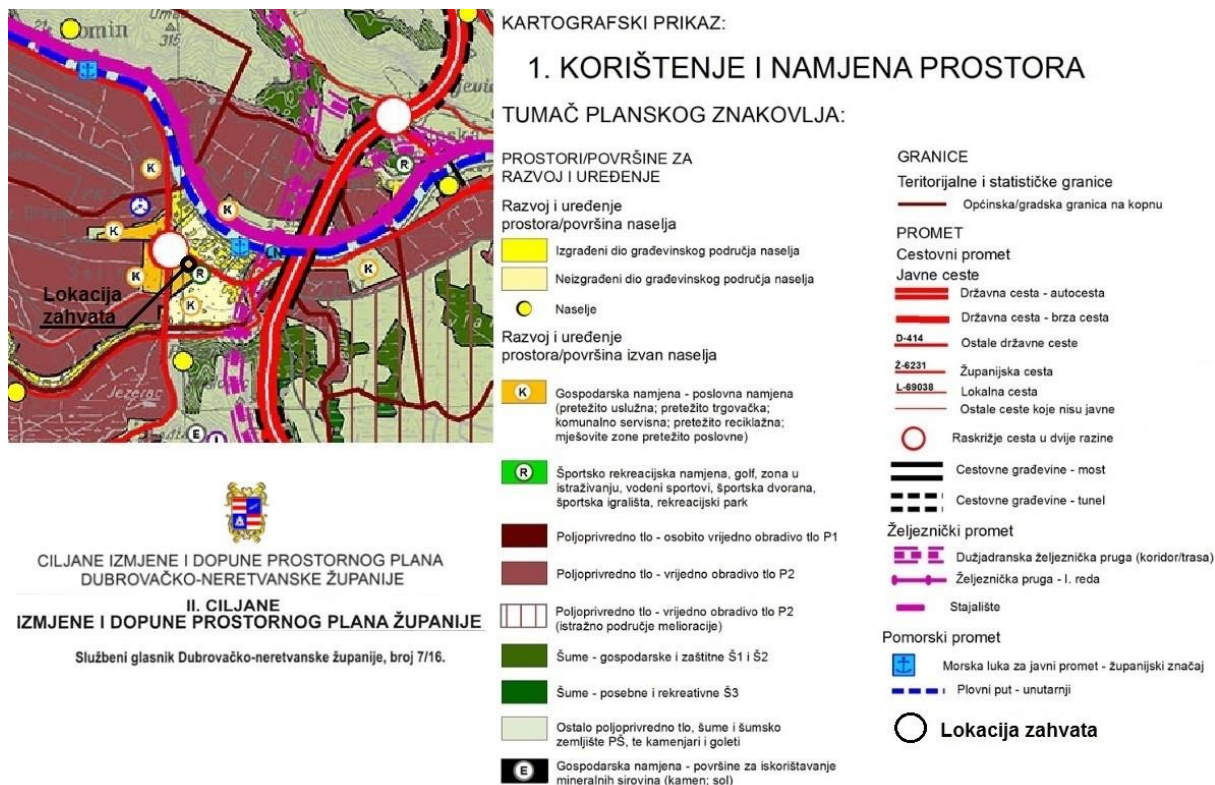 KARTOGRAFSKI PRIKAZ:
1. KORIŠTENJE I NAMJENA PROSTORA
TUMAČ PLANSKOG ZNAKOVLJA:
PROSTORI/POVRŠINE ZA
RAZVOJ I UREĐENJE
Razvoj i uređenje
prostora/površina naselja
Izgrađeni dio građevinskog područja naselja
Neizgrađeni dio građevinskog područja naselja
Naselje
Razvoj i uređenje
prostora/površina izvan naselja
K
Gospodarska namjena - poslovna namjena
(pretežito uslužna; pretežito trgovačka;
komunalno servisna; pretežito reciklažna;
mješovite zone pretežito poslovne)
R
Športsko rekreacijska namjena, golf, zona u
istraživanju, vodeni sportovi, športska dvorana,
športska igrališta, rekreacijski park
Poljoprivredno tlo - osobito vrijedno obradivo tlo P1
Poljoprivredno tlo - vrijedno obradivo tlo P2
Poljoprivredno tlo - vrijedno obradivo tlo P2
(istražno područje melioracije)
Šume - gospodarske i zaštitne Š1 i Š2
Šume - posebne i rekreativne Š3
Ostalo poljoprivredno tlo, šume i šumsko
zemljište PŠ, te kamenjari i goleti
E
Gospodarska namjena - površine za iskorištavanje
mineralnih sirovina (kamen; sol)
GRANICE
Teritorijalne i statističke granice
Općinska/gradska granica na kopnu
PROMET
Cestovni promet
Javne ceste
Državna cesta - autocesta
Državna cesta - brza cesta
D-414
Ostale državne ceste
Ž-6231
Županijska cesta
L-69038
Lokalna cesta
Ostale ceste koje nisu javne
Raskrižje cesta u dvije razine
Cestovne građevine - most
Cestovne građevine - tunel
Željeznički promet
Dužjadranska željeznička pruga (koridor/trasa)
Željeznička pruga - I. reda
Stajalište
Pomorski promet
Morska luka za javni promet - županijski značaj
Plovni put - unutarnji
Lokacija zahvata
omin
315
K
R
K
K
LN
K
K
R
K
Lokacija
zahvata
Jezerac
E
CILJANE IZMJENE I DOPUNE PROSTORNOG PLANA
DUBROVAČKO-NERETVANSKE ŽUPANIJE
II. CILJANE
IZMJENE I DOPUNE PROSTORNOG PLANA ŽUPANIJE
Službeni glasnik Dubrovačko-neretvanske županije, broj 7/16.